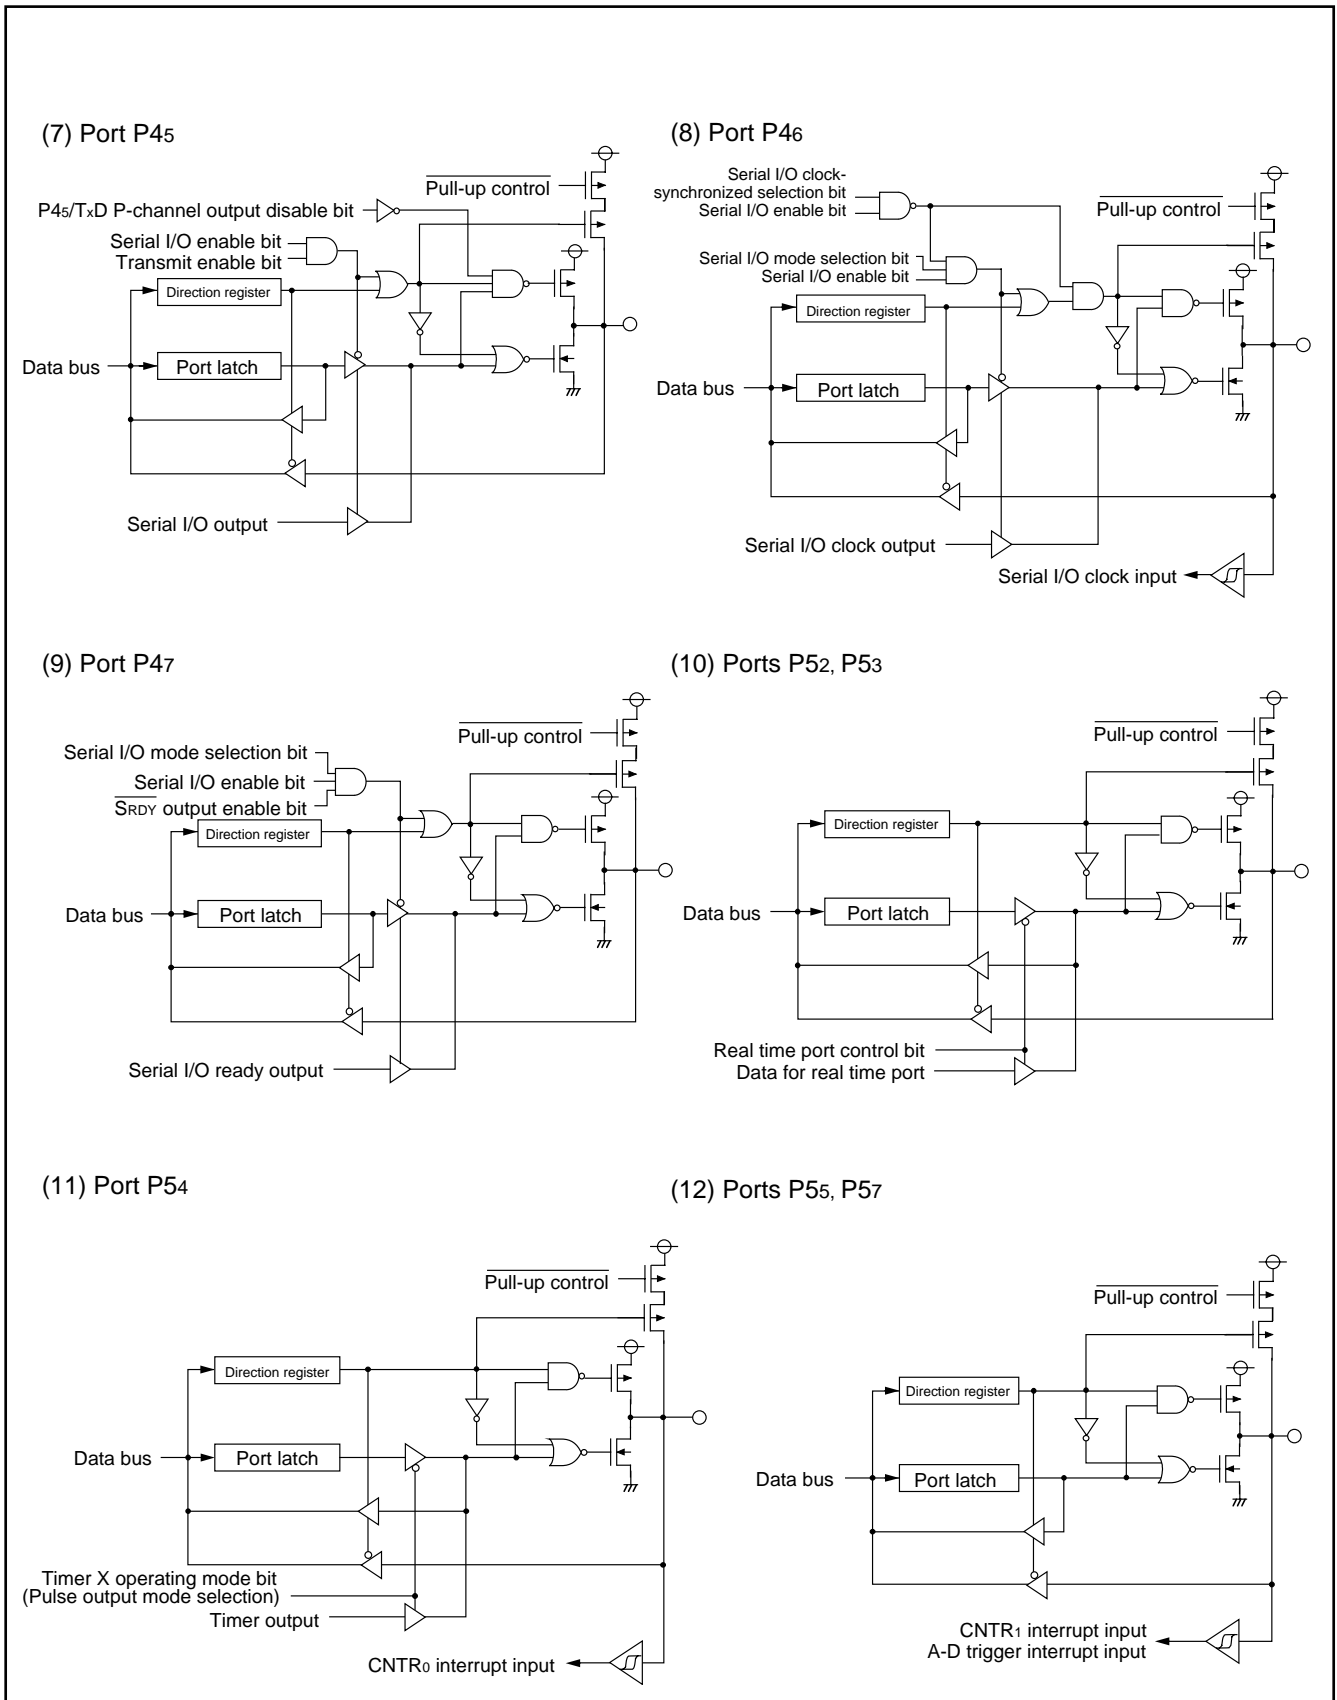 (7) Port P45
Pull-up control
P45/TxD P-channel output disable bit
Serial I/O enable bit
Transmit enable bit
Direction register
Data bus
Port latch
Serial I/O output
(8) Port P46
Serial I/O clock-
synchronized selection bit
Serial I/O enable bit
Pull-up control
Serial I/O mode selection bit
Serial I/O enable bit
Direction register
Data bus
Port latch
Serial I/O clock output
Serial I/O clock input
(9) Port P47
Pull-up control
Serial I/O mode selection bit
Serial I/O enable bit
SRDY output enable bit
Direction register
Data bus
Port latch
Serial I/O ready output
(10) Ports P52, P53
Pull-up control
Direction register
Data bus
Port latch
Real time port control bit
Data for real time port
(11) Port P54
Pull-up control
Direction register
Data bus
Port latch
Timer X operating mode bit
(Pulse output mode selection)
Timer output
CNTR0 interrupt input
(12) Ports P55, P57
Pull-up control
Direction register
Data bus
Port latch
CNTR1 interrupt input
A-D trigger interrupt input